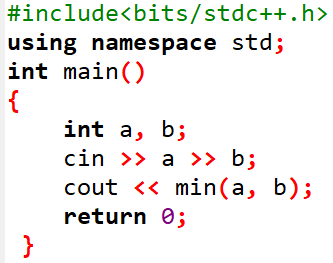 #include<bits/stdc++.h>
using namespace std;
int main()
{
    int a, b;
    cin >> a >> b;
    cout << min(a, b);
    return 0;
}